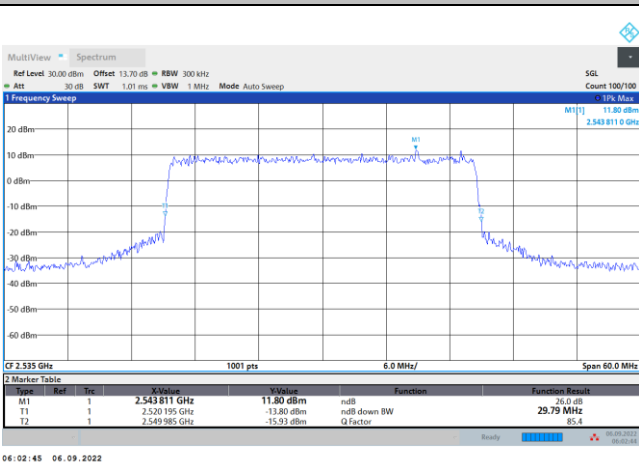 MultiView Spectrum
Ref Level 30.00 dBm Offset 13.70 dB RBW 300 kHz SGL
Att 30 dB SWT 1.01 ms VBW 1 MHz Mode Auto Sweep Count 100/100
1 Frequency Sweep 1Pk Max
M1[1] 11.80 dBm
2.543 811 0 GHz
M1
20 dBm
10 dBm
0 dBm
-10 dBm
T1
T2
-20 dBm
-30 dBm
-40 dBm
-50 dBm
-60 dBm
CF 2.535 GHz 1001 pts 6.0 MHz/ Span 60.0 MHz
2 Marker Table
Type Ref Trc X-Value Y-Value Function Function Result
M1 1 2.543 811 GHz 11.80 dBm ndB 26.0 dB
T1 1 2.520 195 GHz -13.80 dBm ndB down BW 29.79 MHz
T2 1 2.549 985 GHz -15.93 dBm Q Factor 85.4
Ready 06.09.2022
06:02:44
06:02:45 06.09.2022